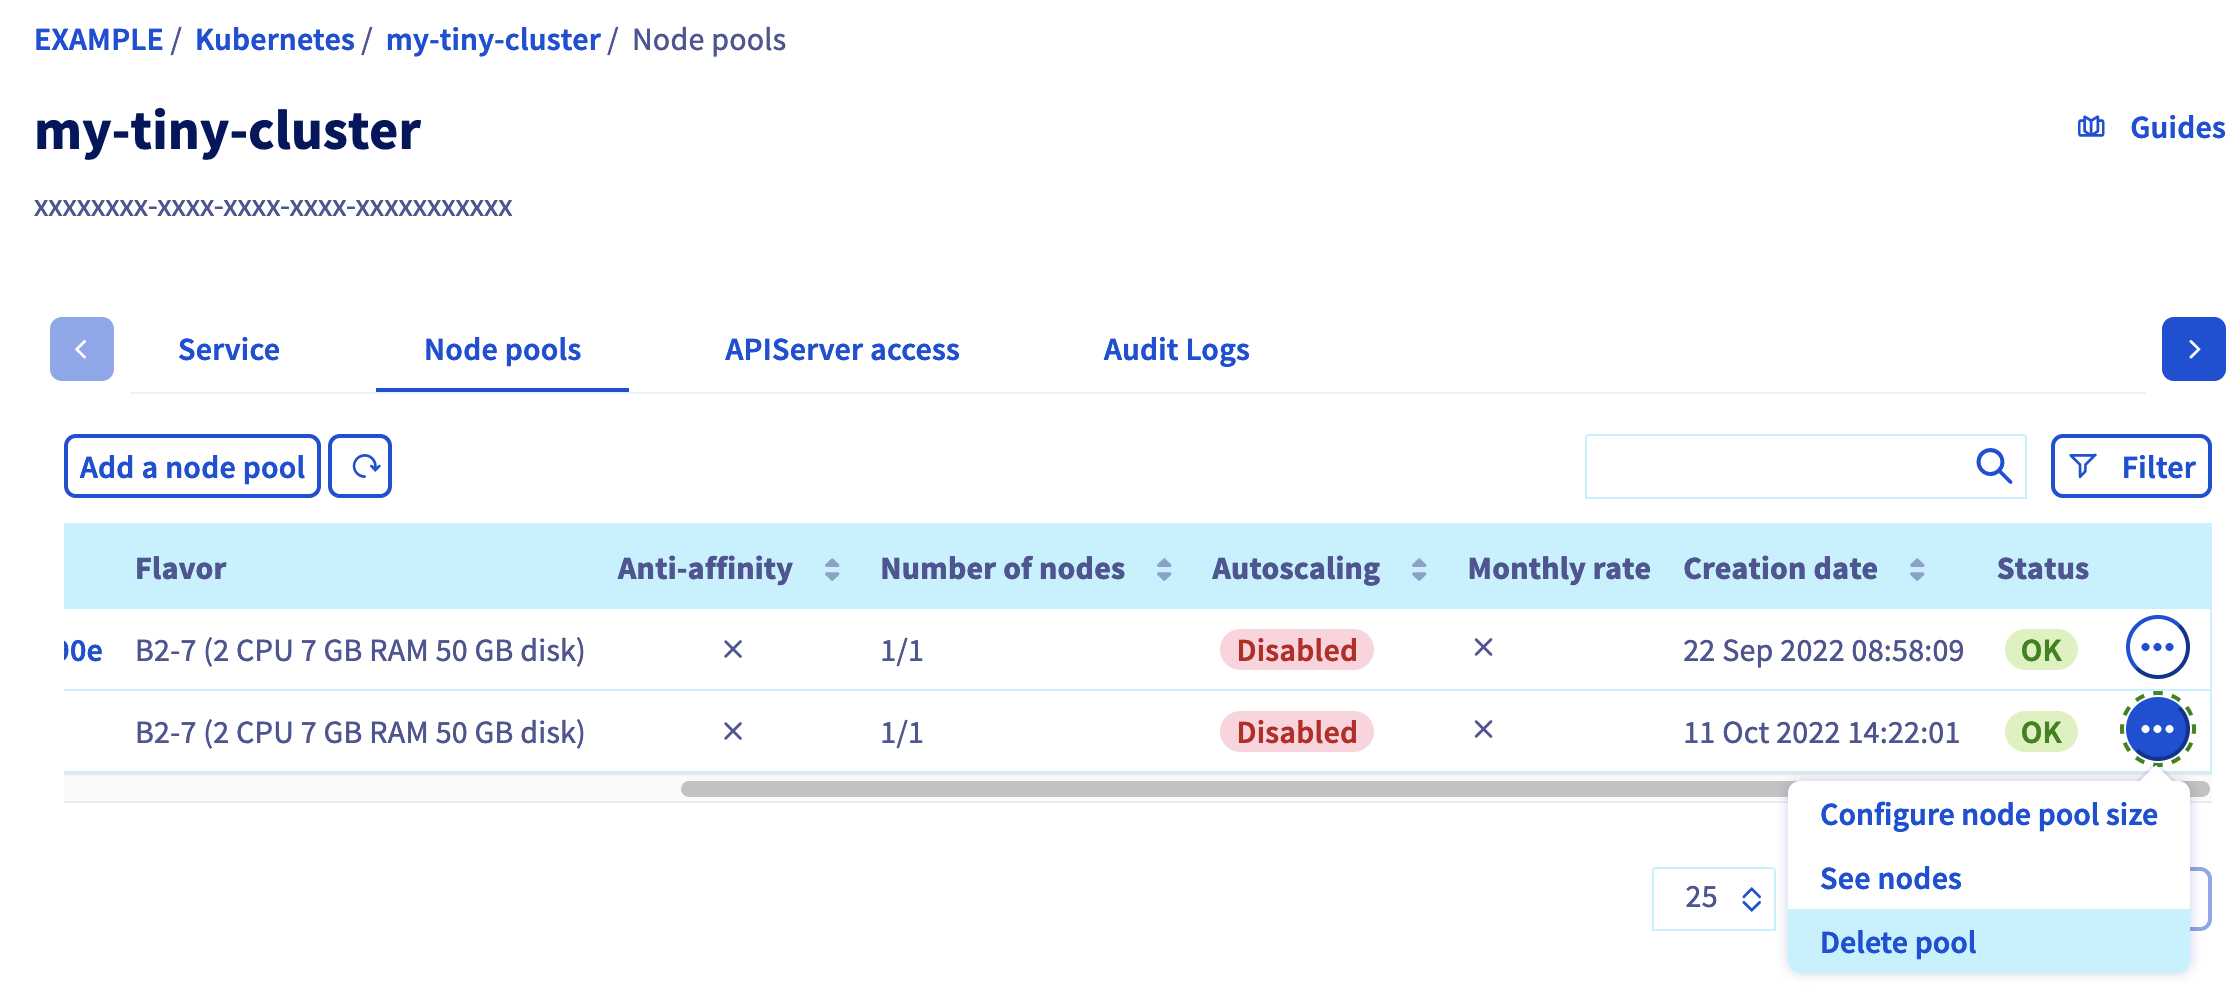 EXAMPLE / Kubernetes / my-tiny-cluster / Node pools
my-tiny-cluster
Guides
xxxxxxxx-xxxx-xxxx-xxxx-xxxxxxxxxxx
Service Node pools APIServer access Audit Logs
Add a node pool Filter
Flavor Anti-affinity Number of nodes Autoscaling Monthly rate Creation date Status
00e B2-7 (2 CPU 7 GB RAM 50 GB disk) 1/1 Disabled 22 Sep 2022 08:58:09 OK
B2-7 (2 CPU 7 GB RAM 50 GB disk) 1/1 Disabled 11 Oct 2022 14:22:01 OK
Configure node pool size
25
See nodes
Delete pool